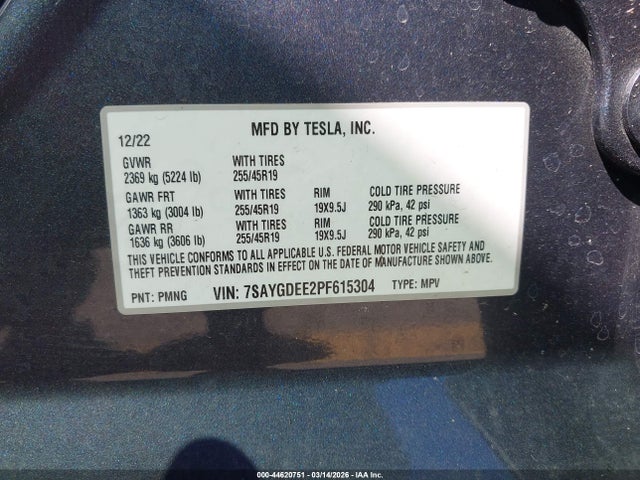 12/22 MFD BY TESLA, INC.
GVWR WITH TIRES
2369 kg (5224 lb) 255/45R19
GAWR FRT WITH TIRES RIM COLD TIRE PRESSURE
1363 kg (3004 lb) 255/45R19 19X9.5J 290 kPa, 42 psi
GAWR RR WITH TIRES RIM COLD TIRE PRESSURE
1636 kg (3606 lb) 255/45R19 19X9.5J 290 kPa, 42 psi
THIS VEHICLE CONFORMS TO ALL APPLICABLE U.S. FEDERAL MOTOR VEHICLE SAFETY AND
THEFT PREVENTION STANDARDS IN EFFECT ON THE DATE OF MANUFACTURE SHOWN ABOVE.
PNT: PMNG VIN: 7SAYGDEE2PF615304 TYPE: MPV
000-44620751 - 03/14/2026 - IAA Inc.